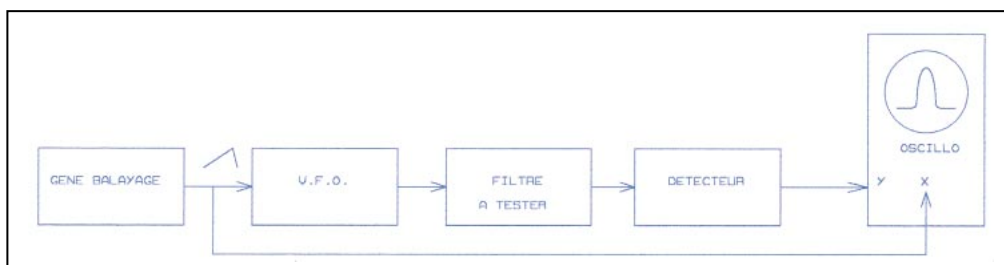 GENE BALAYAGE
V.F.O.
FILTRE
A TESTER
DETECTEUR
OSCILLO
Y X